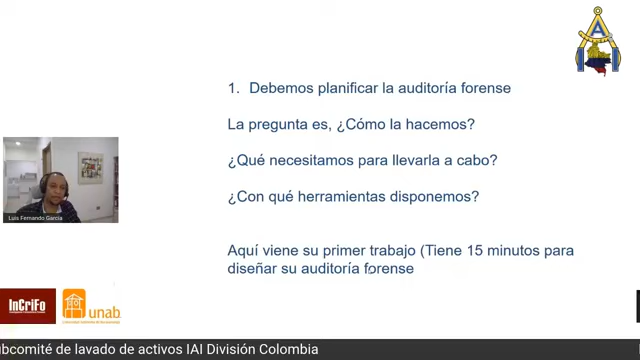 1. Debemos planificar la auditoría forense
La pregunta es, ¿Cómo la hacemos?
¿Qué necesitamos para llevarla a cabo?
¿Con qué herramientas disponemos?
Aquí viene su primer trabajo (Tiene 15 minutos para
diseñar su auditoría forense
Luis Fernando Garcia
InCriFo
unab
ubcomité de lavado de activos IAI División Colombia